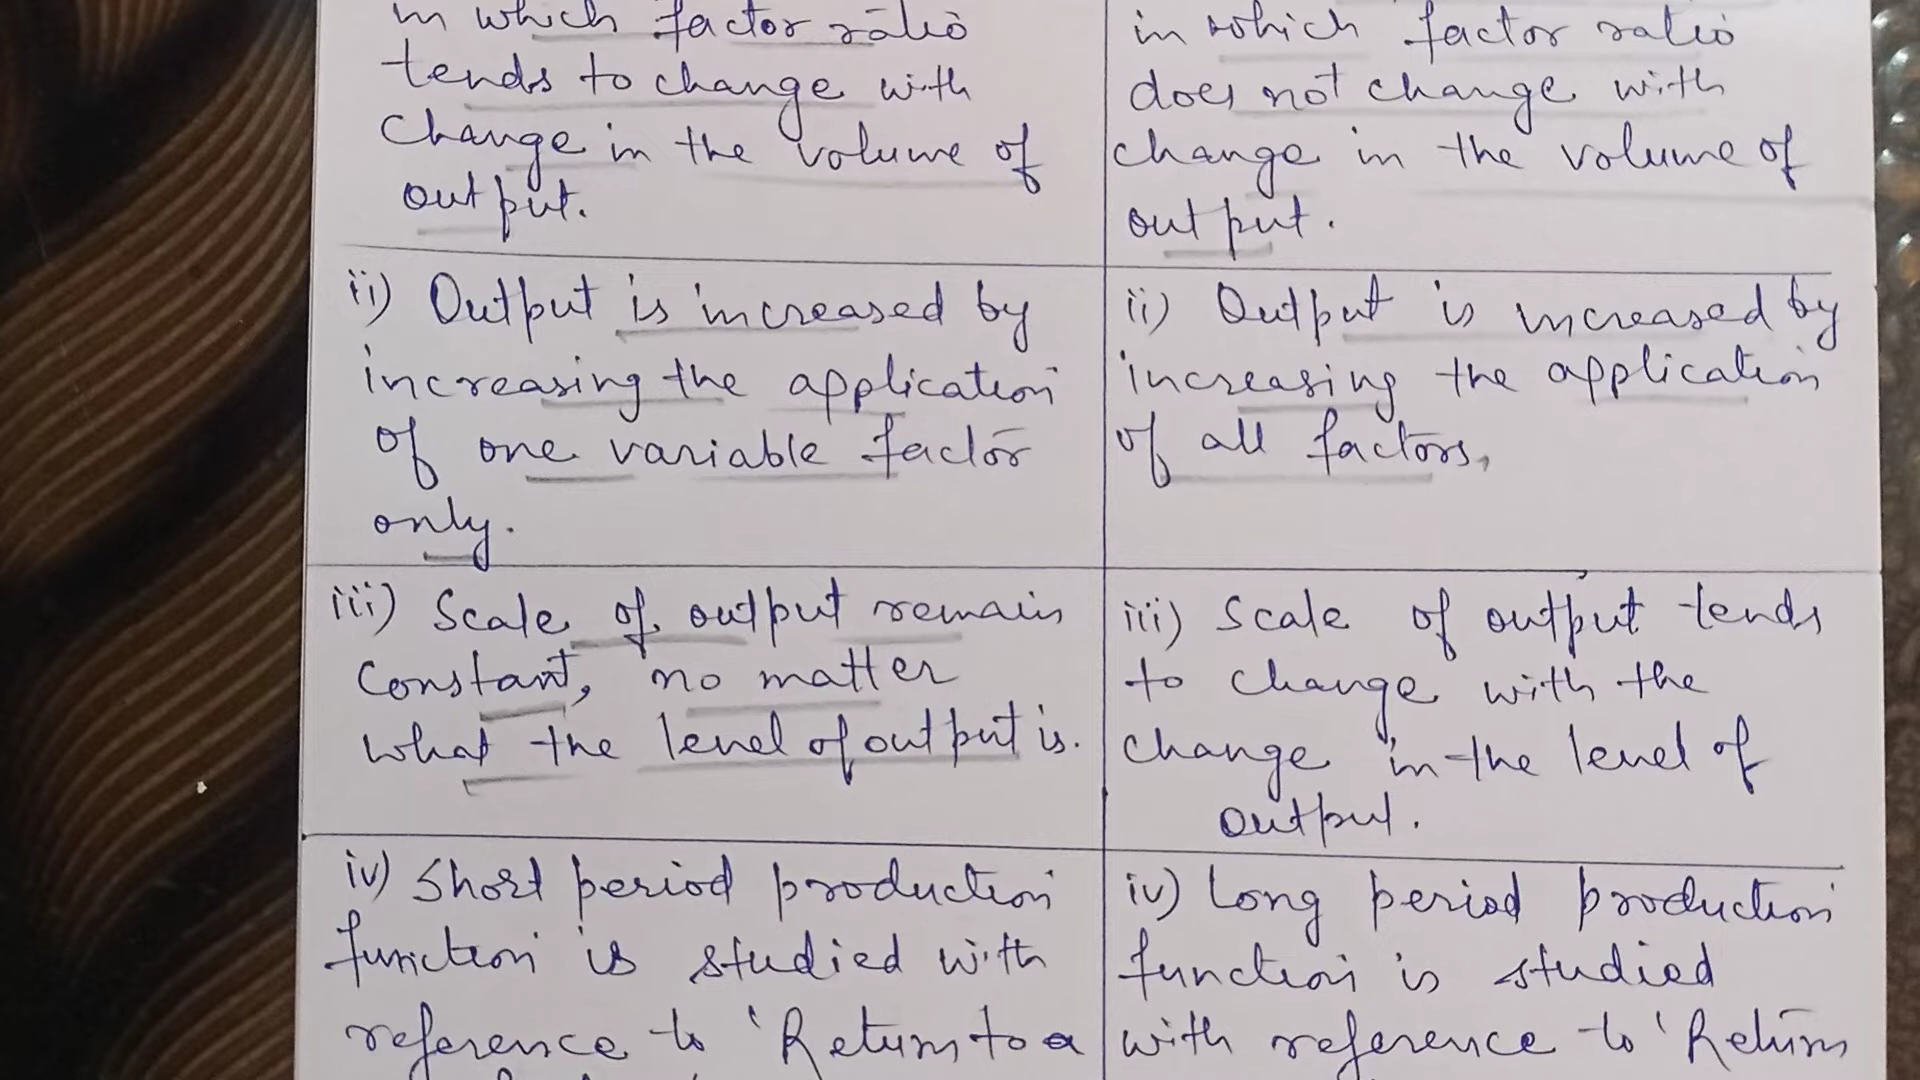 in which factor ratio
tends to change with
change in the volume of
output.
ii) Output is increased by
increasing the application
of one variable factor
only.
iii) Scale of output remain
Constant, no matter
what the level of output is.
iv) Short period production
function is studied with
reference to 'Return to a
in which factor ratio
does not change with
change in the volume of
output.
ii) Output is increased by
increasing the application
of all factors,
iii) Scale of output tends
to change with the
change in the level of
output.
iv) Long period production
function is studied
with reference to 'Return